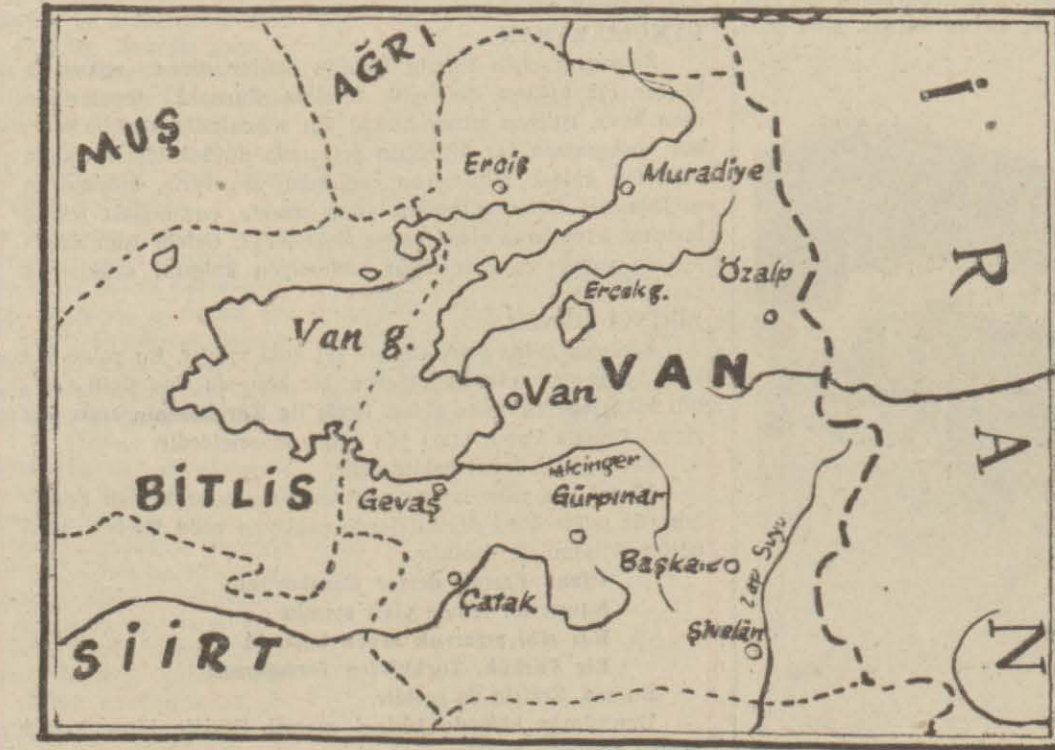 MUŞ
AĞRI
İRAN
Erciş
Muradiye
Özalp
Erçek g.
Van g.
Van
VAN
BİTLİS
Gevaş
Gürpınar
Başkale
Zap Suyu
Çatak
Şivelân
SİİRT